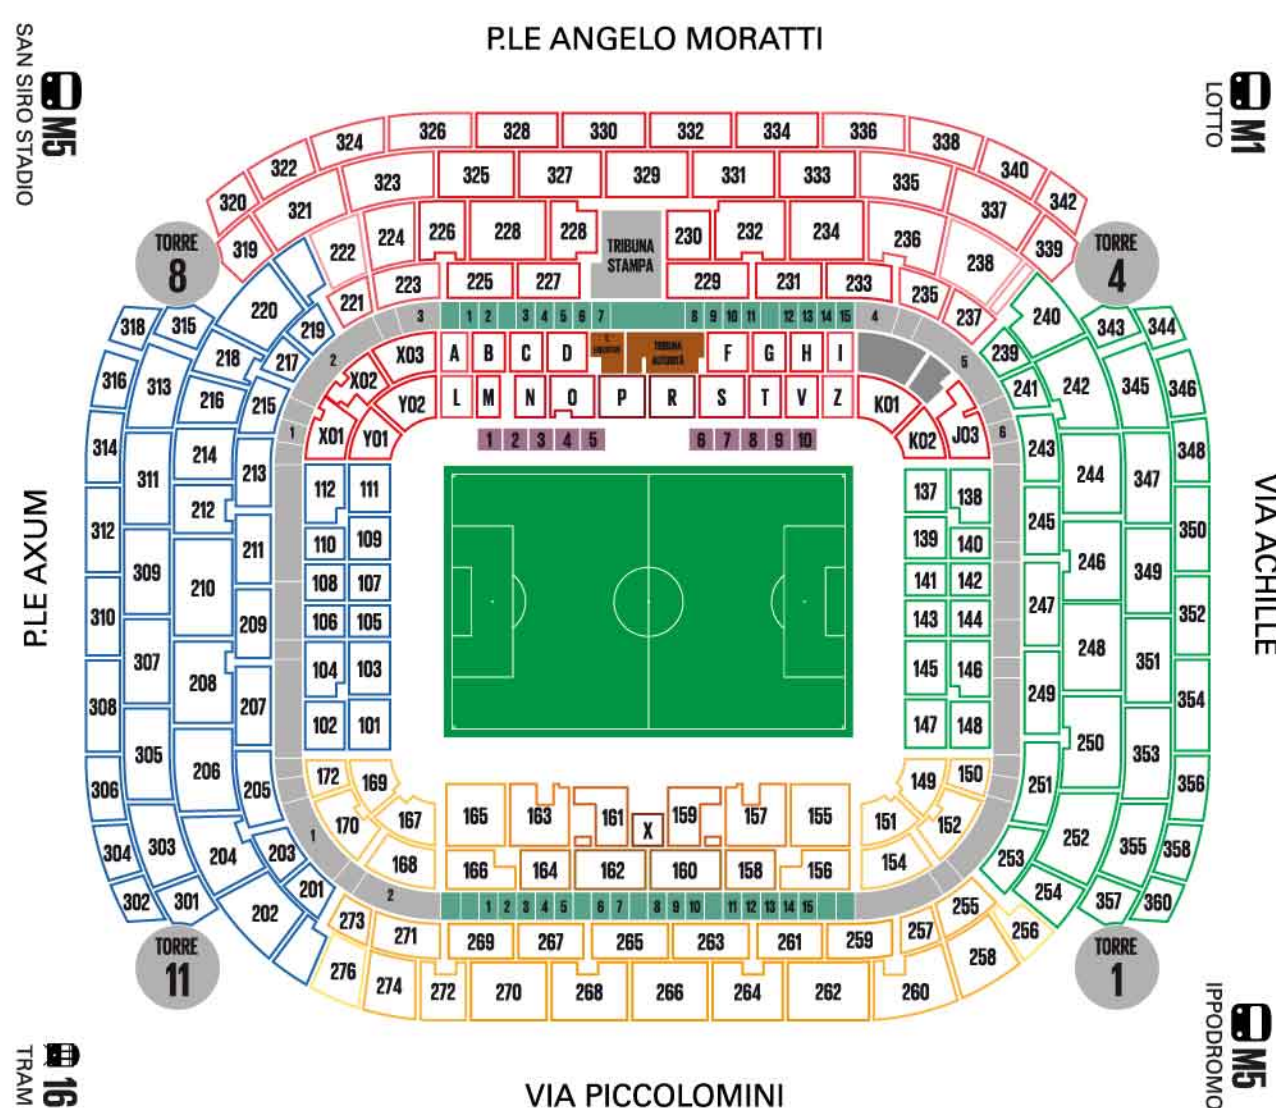 P.LE ANGELO MORATTI
SAN SIRO STADIO
M5
LOTTO
M1
324 326 328 330 332 334 336 338
322 340
320 323 325 327 329 331 333 335 342
321 337
319 222 224 226 228 228 TRIBUNA STAMPA 230 232 234 236 238 339
TORRE 8
TORRE 4
220 221 223 225 227 229 231 233 235 237 240
318 315 219 3 1 2 3 4 5 6 7 8 9 10 11 12 13 14 15 4 343 344
218 217 2 X03 A B C D TRIBUNA AUTORITÀ F G H I 5 239
316 313 216 215 X02 Y02 L M N O P R S T V Z K01 241 242 345 346
314 214 1 X01 Y01 1 2 3 4 5 6 7 8 9 10 K02 J03 6 243 348
311 213 112 111 137 138 244 347
P.LE AXUM
VIA ACHILLE
312 212 211 110 109 139 140 245 350
309 210 108 107 141 142 246 349
310 209 106 105 143 144 247 352
307 208 104 103 145 146 248 351
308 207 102 101 147 148 249 354
305 206 205 172 169 149 150 251 250 353
306 170 167 165 163 161 X 159 157 155 151 152 356
304 303 204 203 1 168 166 164 162 160 158 156 154 253 252 355 358
302 301 202 201 2 1 2 3 4 5 6 7 8 9 10 11 12 13 14 15 255 254 357 360
273 271 269 267 265 263 261 259 257 256
276 274 272 270 268 266 264 262 260 258
TORRE 11
TORRE 1
TRAM
16
IPPODROMO
M5
VIA PICCOLOMINI